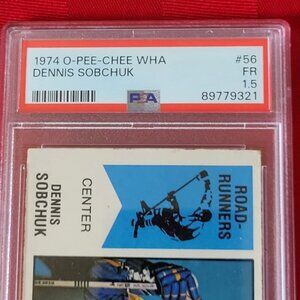 1974 O-PEE-CHEE WHA
DENNIS SOBCHUK
#56
FR
1.5
89779321
PSA
ROAD-
RUNNERS
CENTER
DENNIS
SOBCHUK